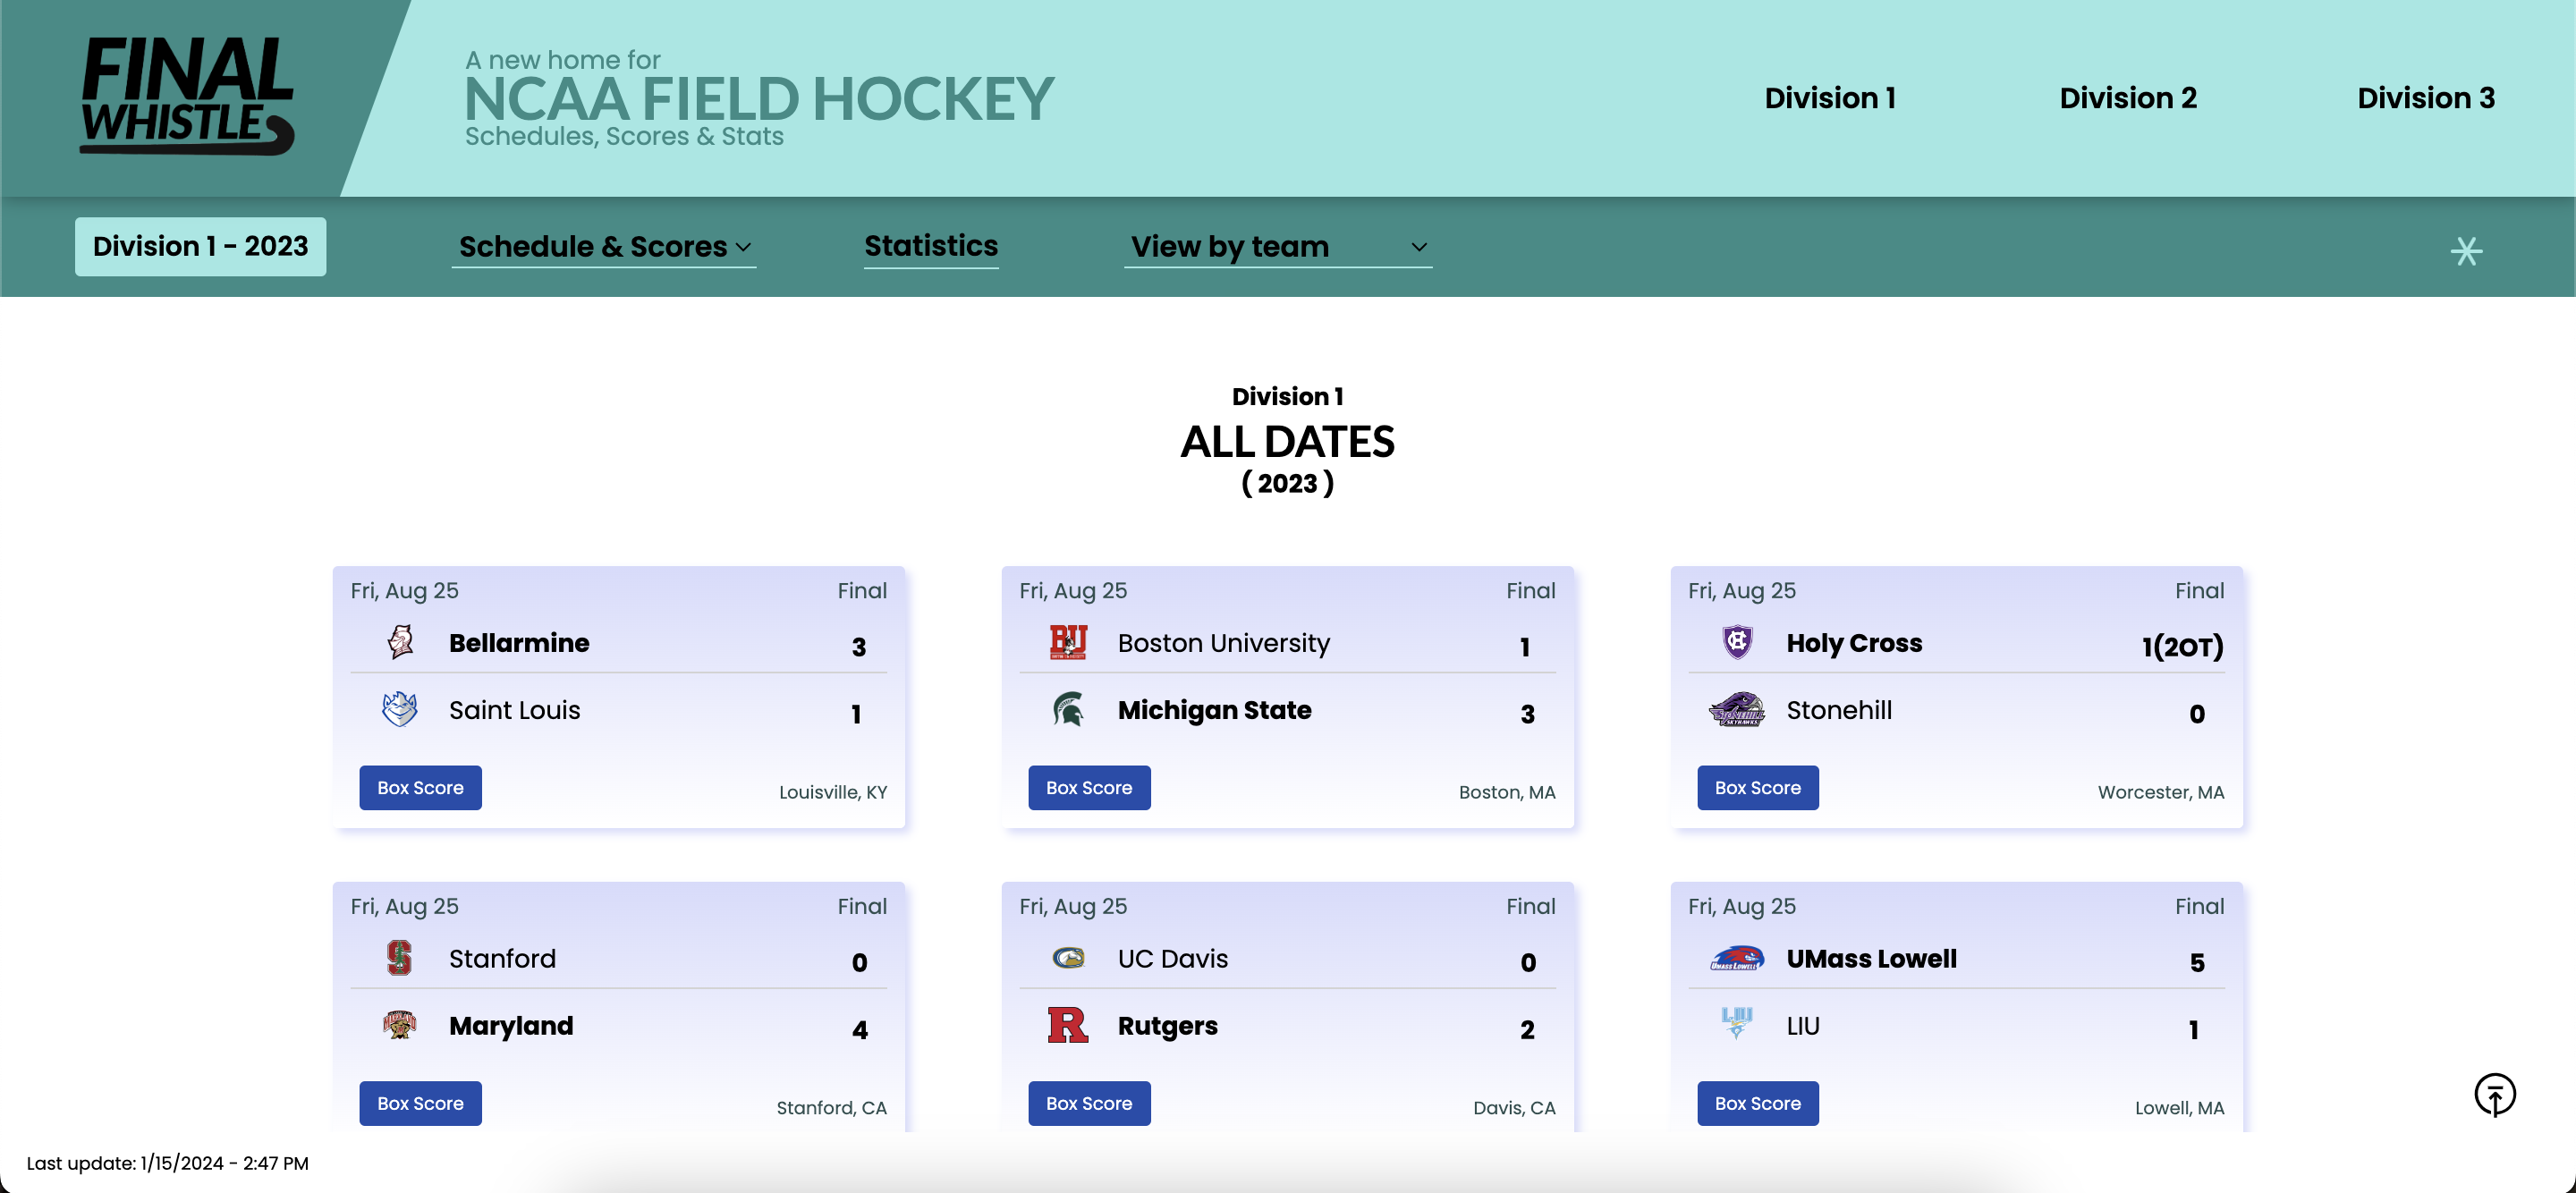 FINAL
WHISTLE
A new home for
NCAA FIELD HOCKEY
Schedules, Scores & Stats
Division 1
Division 2
Division 3
Division 1 - 2023
Schedule & Scores
Statistics
View by team
Division 1
ALL DATES
( 2023 )
Fri, Aug 25 Final
Bellarmine 3
Saint Louis 1
Box Score Louisville, KY
Fri, Aug 25 Final
BU Boston University 1
Michigan State 3
Box Score Boston, MA
Fri, Aug 25 Final
Holy Cross 1(2OT)
STONEHILL SKYHAWKS Stonehill 0
Box Score Worcester, MA
Fri, Aug 25 Final
S Stanford 0
Maryland 4
Box Score Stanford, CA
Fri, Aug 25 Final
UC Davis 0
R Rutgers 2
Box Score Davis, CA
Fri, Aug 25 Final
UMASS LOWELL UMass Lowell 5
LIU LIU 1
Box Score Lowell, MA
Last update: 1/15/2024 - 2:47 PM